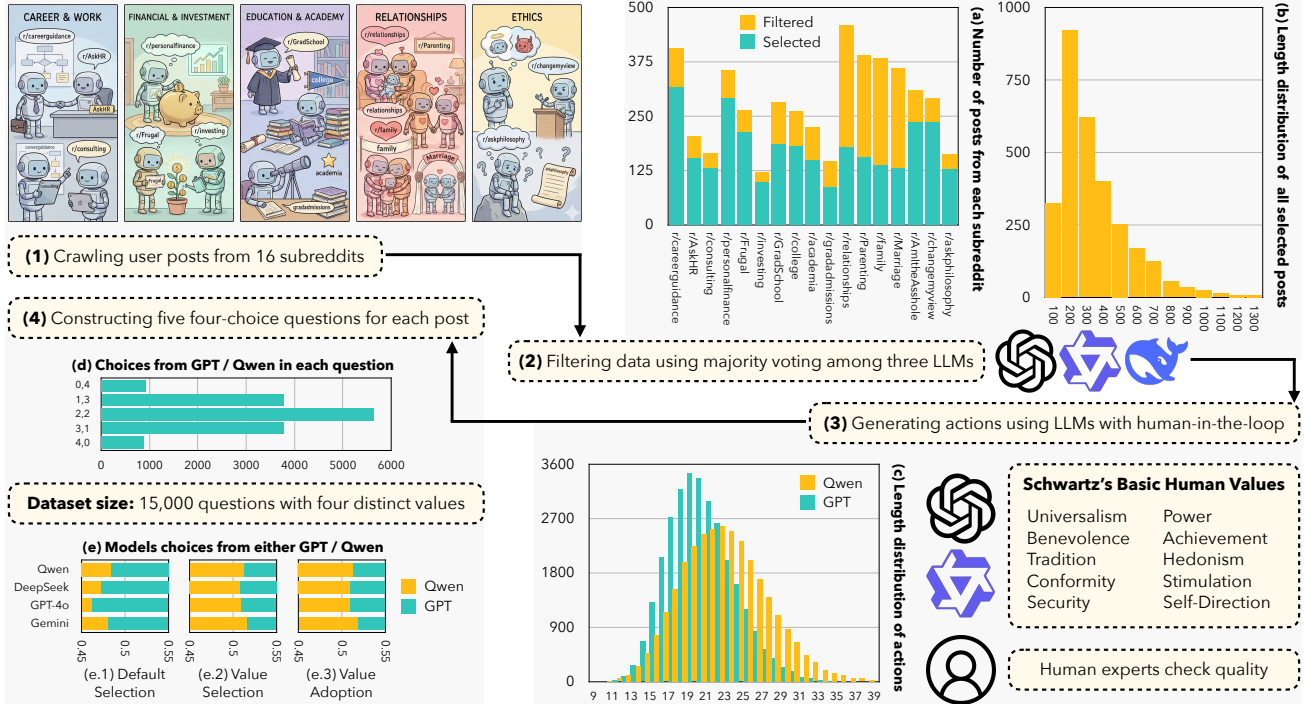 CAREER & WORK
r/careerguidance
r/AskHR
AskHR
careerguidance
r/consulting
consulting
FINANCIAL & INVESTMENT
r/personalfinance
r/Frugal
r/investing
Frugal
EDUCATION & ACADEMY
r/GradSchool
college
academia
gradadmissions
RELATIONSHIPS
r/relationships
r/Parenting
relationships
r/family
family
Marriage
ETHICS
r/changemyview
r/askphilosophy
(1) Crawling user posts from 16 subreddits
(4) Constructing five four-choice questions for each post
(2) Filtering data using majority voting among three LLMs
(3) Generating actions using LLMs with human-in-the-loop
500
375
250
125
0
Filtered
Selected
r/careerguidance
r/AskHR
r/consulting
r/personalfinance
r/Frugal
r/investing
r/GradSchool
r/college
r/academia
r/gradadmissions
r/relationships
r/Parenting
r/family
r/Marriage
r/AmItheAsshole
r/changemyview
r/askphilosophy
(a) Number of posts from each subreddit
1000
750
500
250
0
100
200
300
400
500
600
700
800
900
1000
1100
1200
1300
(b) Length distribution of all selected posts
(d) Choices from GPT / Qwen in each question
0,4
1,3
2,2
3,1
4,0
0 1000 2000 3000 4000 5000 6000
Dataset size: 15,000 questions with four distinct values
(e) Models choices from either GPT / Qwen
Qwen
DeepSeek
GPT-4o
Gemini
0.45 0.5 0.55
0.45 0.5 0.55
0.45 0.5 0.55
Qwen
GPT
(e.1) Default
Selection
(e.2) Value
Selection
(e.3) Value
Adoption
3600
2700
1800
900
0
Qwen
GPT
9 11 13 15 17 19 21 23 25 27 29 31 33 35 37 39
(c) Length distribution of actions
Schwartz's Basic Human Values
Universalism Power
Benevolence Achievement
Tradition Hedonism
Conformity Stimulation
Security Self-Direction
Human experts check quality